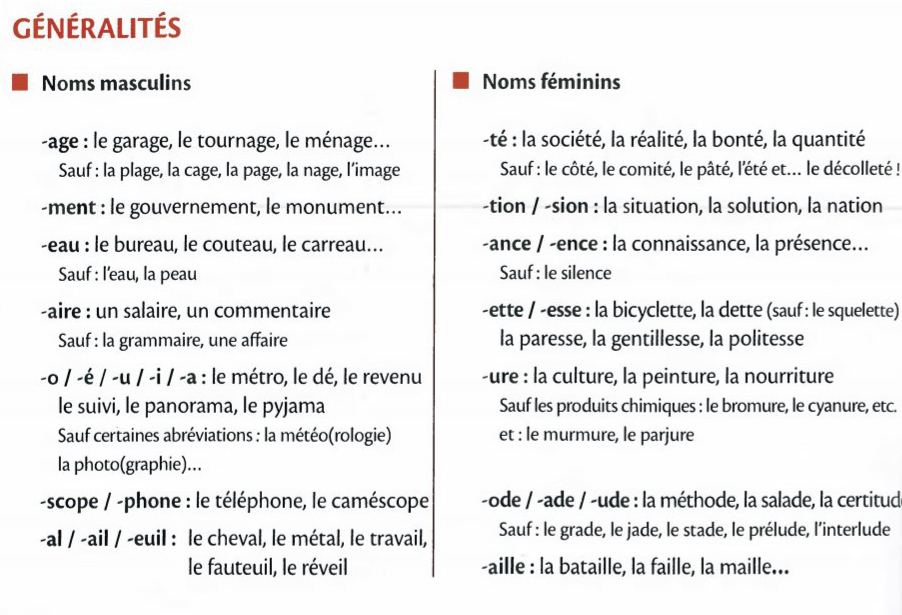 GÉNÉRALITÉS
Noms masculins
-age : le garage, le tournage, le ménage...
Sauf : la plage, la cage, la page, la nage, l'image
-ment : le gouvernement, le monument...
-eau : le bureau, le couteau, le carreau...
Sauf : l'eau, la peau
-aire : un salaire, un commentaire
Sauf : la grammaire, une affaire
-o / -é / -u / -i / -a : le métro, le dé, le revenu
le suivi, le panorama, le pyjama
Sauf certaines abréviations : la météo(rologie)
la photo(graphie)...
-scope / -phone : le téléphone, le caméscope
-al / -ail / -euil : le cheval, le métal, le travail,
le fauteuil, le réveil
Noms féminins
-té : la société, la réalité, la bonté, la quantité
Sauf : le côté, le comité, le pâté, l'été et... le décolleté !
-tion / -sion : la situation, la solution, la nation
-ance / -ence : la connaissance, la présence...
Sauf : le silence
-ette / -esse : la bicyclette, la dette (sauf : le squelette)
la paresse, la gentillesse, la politesse
-ure : la culture, la peinture, la nourriture
Sauf les produits chimiques : le bromure, le cyanure, etc.
et : le murmure, le parjure
-ode / -ade / -ude : la méthode, la salade, la certitud
Sauf : le grade, le jade, le stade, le prélude, l'interlude
-aille : la bataille, la faille, la maille...